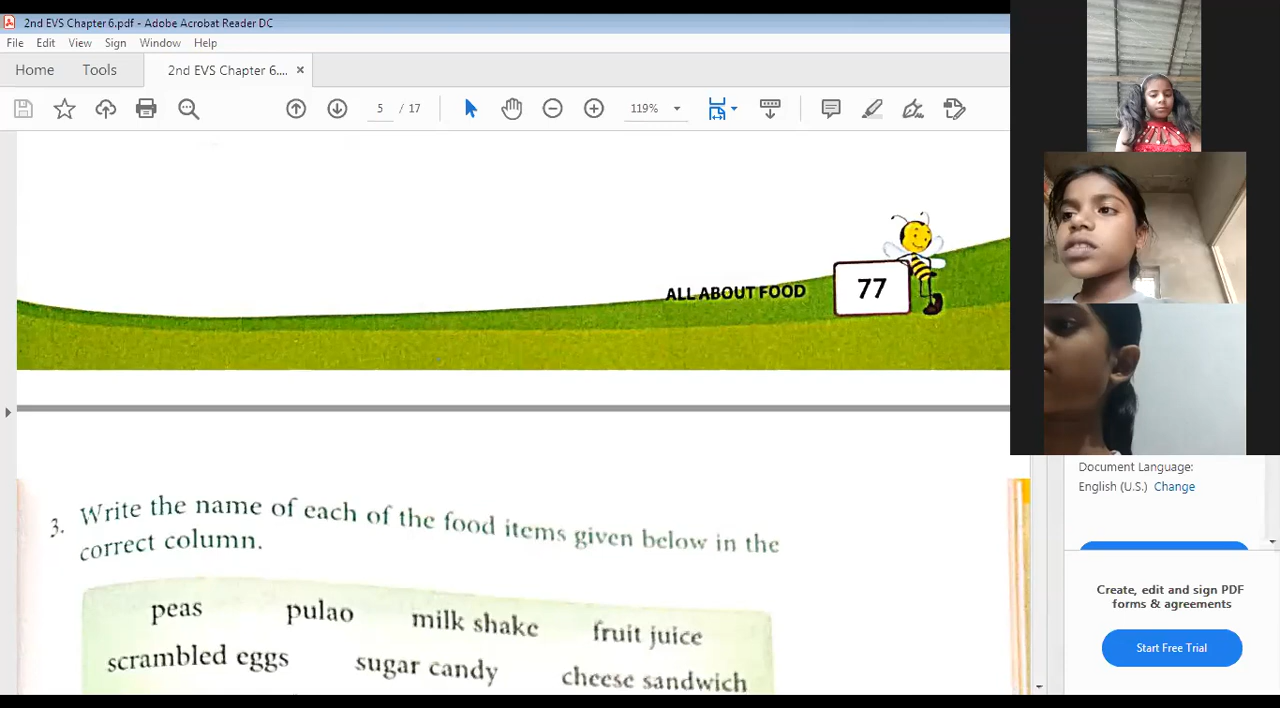 2nd EVS Chapter 6.pdf - Adobe Acrobat Reader DC
File Edit View Sign Window Help
Home Tools 2nd EVS Chapter 6.... ×
5 / 17 119%
ALL ABOUT FOOD 77
3. Write the name of each of the food items given below in the
correct column.
peas pulao milk shake fruit juice
scrambled eggs sugar candy cheese sandwich
Document Language:
English (U.S.) Change
Create, edit and sign PDF
forms & agreements
Start Free Trial